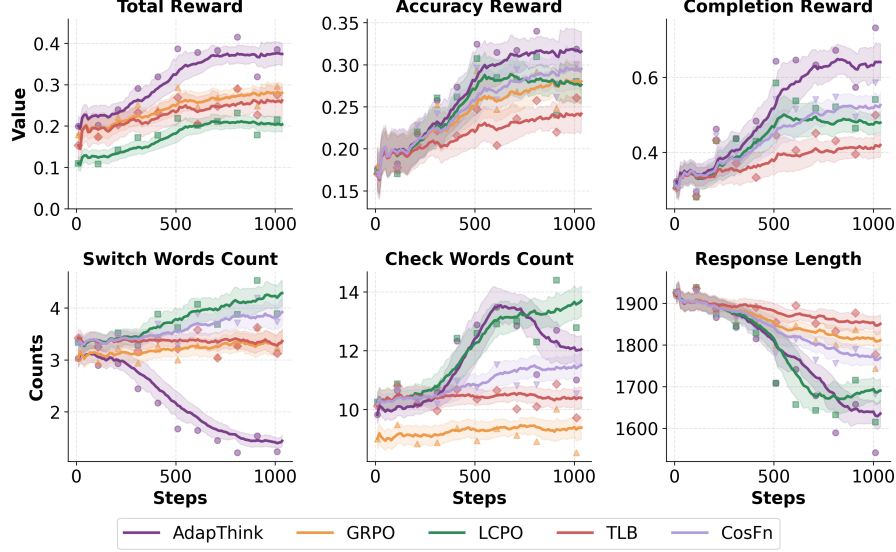 Total Reward
Accuracy Reward
Completion Reward
Value
0.4
0.3
0.2
0.1
0.0
0
500
1000
0.35
0.30
0.25
0.20
0.15
0
500
1000
0.6
0.4
0
500
1000
Switch Words Count
Check Words Count
Response Length
Counts
4
3
2
0
500
1000
Steps
14
12
10
0
500
1000
Steps
1900
1800
1700
1600
0
500
1000
Steps
AdapThink
GRPO
LCPO
TLB
CosFn